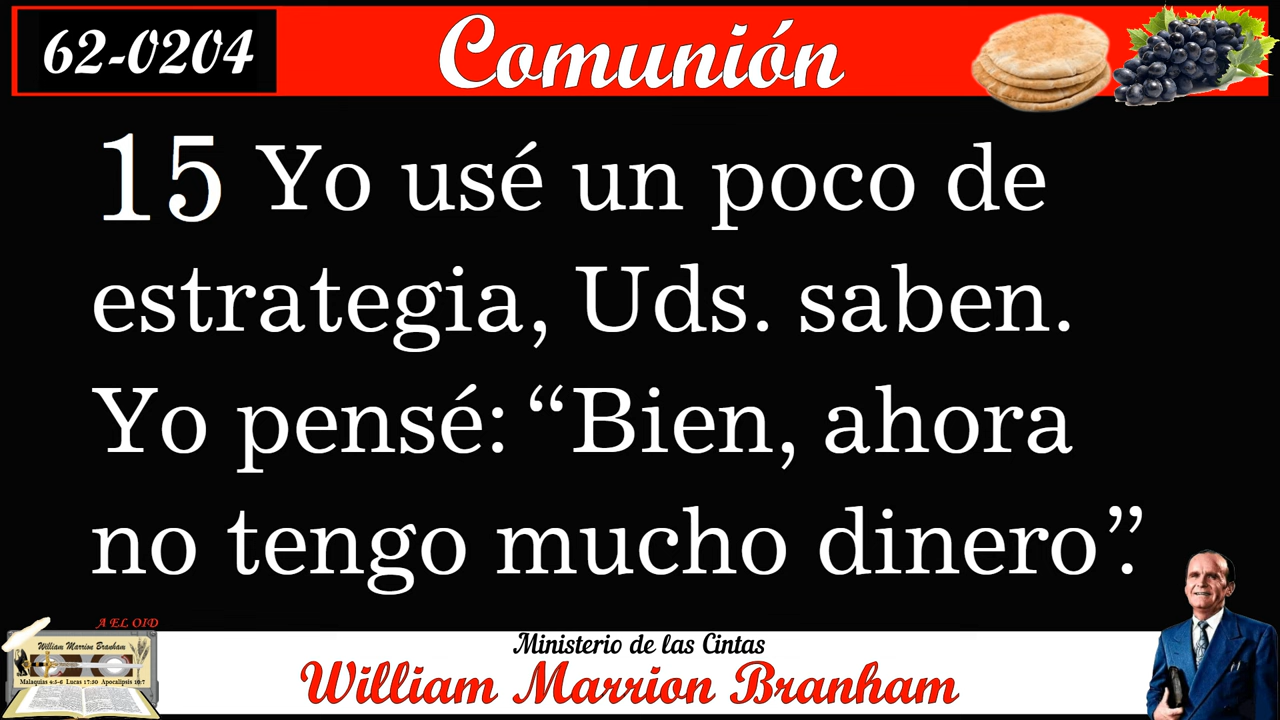 62-0204
Comunión
15 Yo usé un poco de
estrategia, Uds. saben.
Yo pensé: “Bien, ahora
no tengo mucho dinero”.
A EL OID
William Marrion Branham
Malaquias 4:5-6 Lucas 17:30 Apocalipsis 10:7
Ministerio de las Cintas
William Marrion Branham